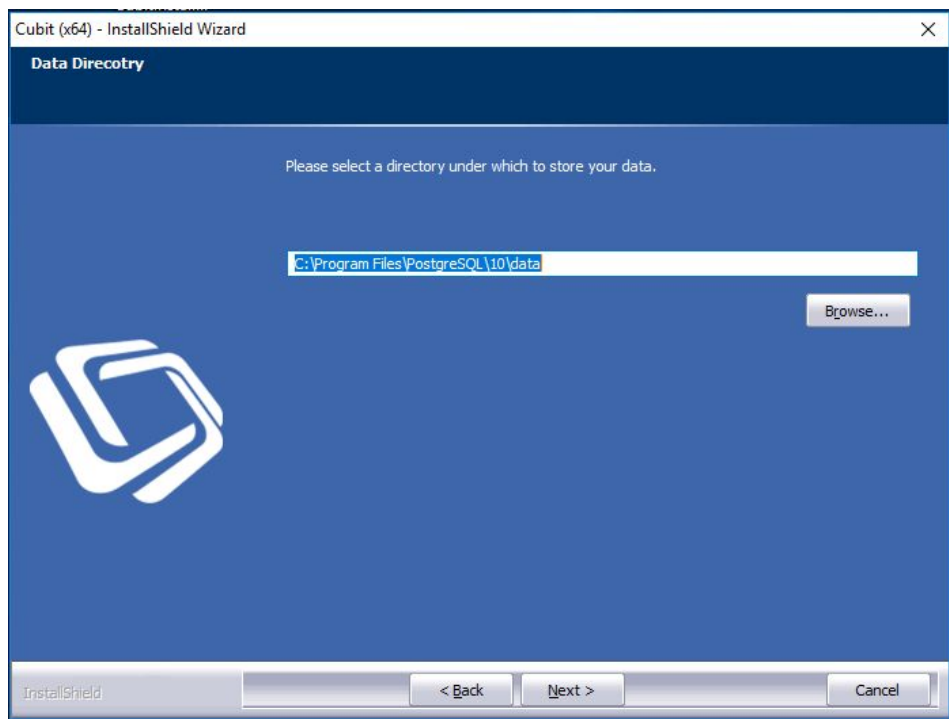 Cubit (x64) - InstallShield Wizard
Data Direcotry
Please select a directory under which to store your data.
C:\Program Files\PostgreSQL\10\data
Browse...
InstallShield
< Back
Next >
Cancel